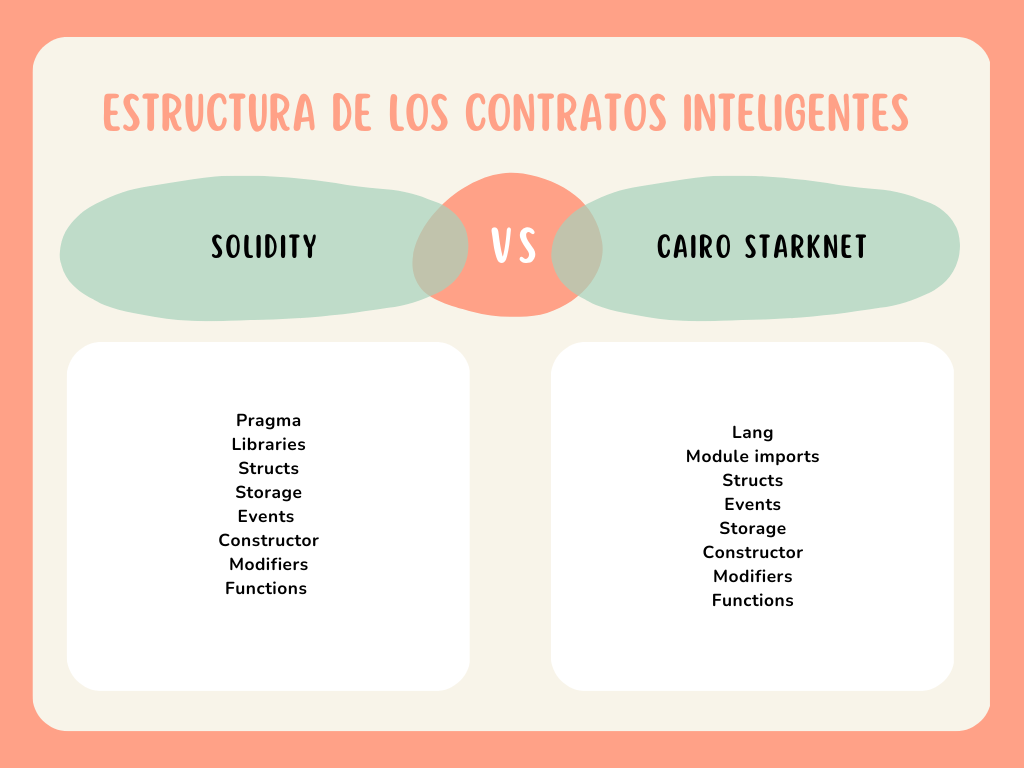 ESTRUCTURA DE LOS CONTRATOS INTELIGENTES
SOLIDITY
VS
CAIRO STARKNET
Pragma
Libraries
Structs
Storage
Events
Constructor
Modifiers
Functions
Lang
Module imports
Structs
Events
Storage
Constructor
Modifiers
Functions